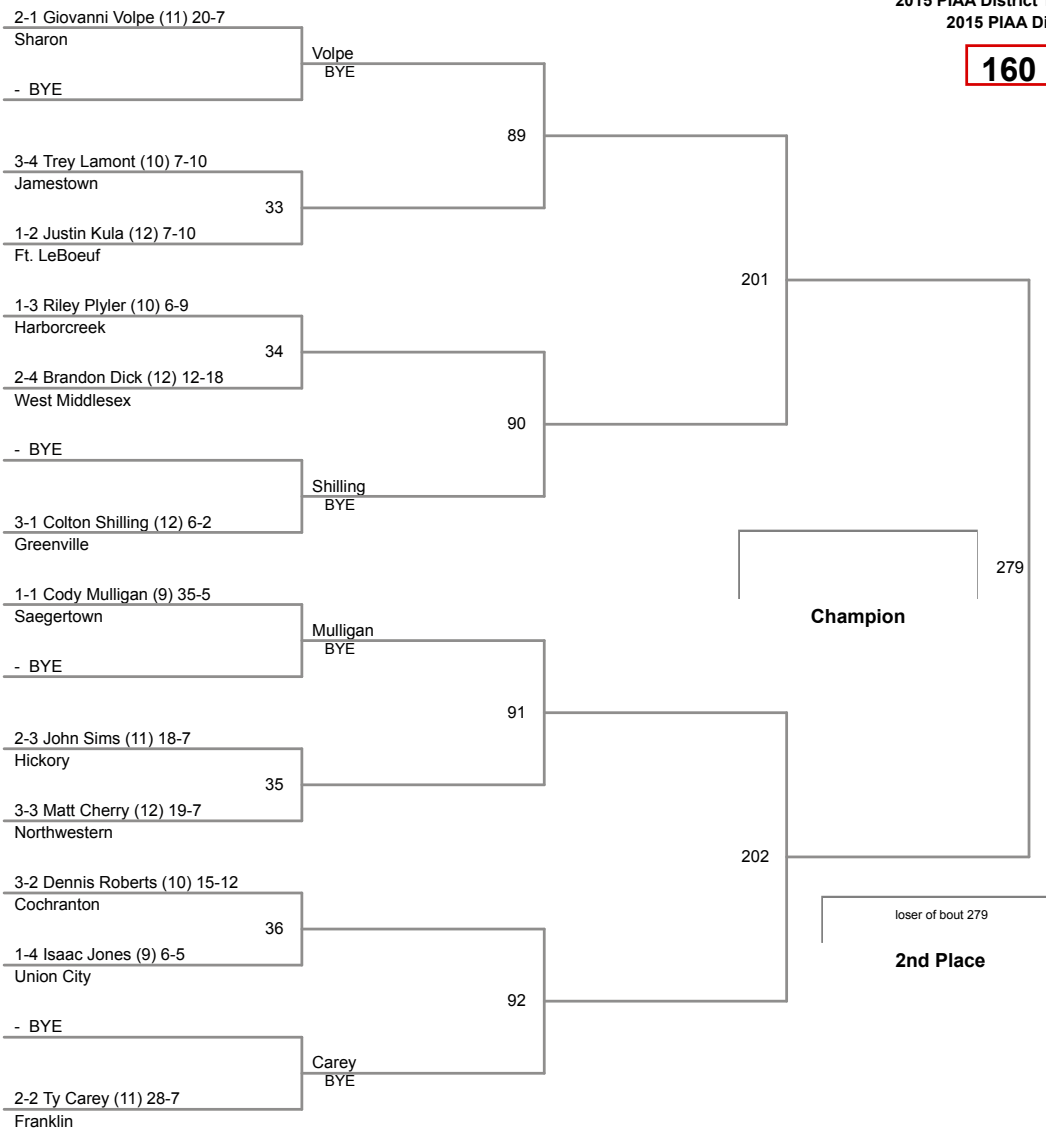 2015 PIAA District
2015 PIAA Di
160
2-1 Giovanni Volpe (11) 20-7
Sharon
Volpe
BYE
- BYE
89
3-4 Trey Lamont (10) 7-10
Jamestown
33
1-2 Justin Kula (12) 7-10
Ft. LeBoeuf
201
1-3 Riley Plyler (10) 6-9
Harborcreek
34
2-4 Brandon Dick (12) 12-18
West Middlesex
90
- BYE
Shilling
BYE
3-1 Colton Shilling (12) 6-2
Greenville
279
Champion
1-1 Cody Mulligan (9) 35-5
Saegertown
Mulligan
BYE
- BYE
91
2-3 John Sims (11) 18-7
Hickory
35
3-3 Matt Cherry (12) 19-7
Northwestern
202
3-2 Dennis Roberts (10) 15-12
Cochranton
36
1-4 Isaac Jones (9) 6-5
Union City
loser of bout 279
2nd Place
92
- BYE
Carey
BYE
2-2 Ty Carey (11) 28-7
Franklin